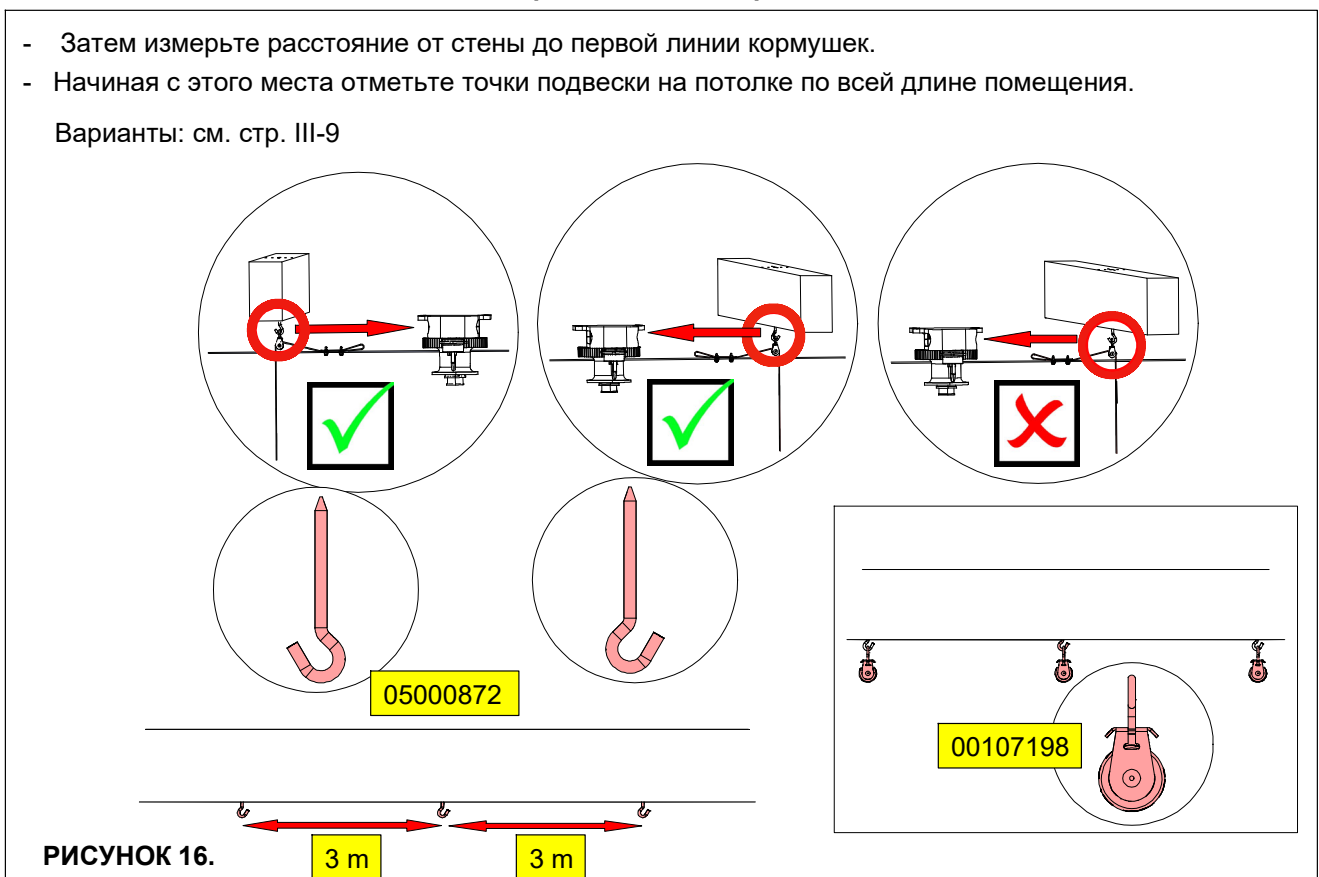 - Затем измерьте расстояние от стены до первой линии кормушек.
- Начиная с этого места отметьте точки подвески на потолке по всей длине помещения.
Варианты: см. стр. III-9
05000872
00107198
3 m
3 m
РИСУНОК 16.